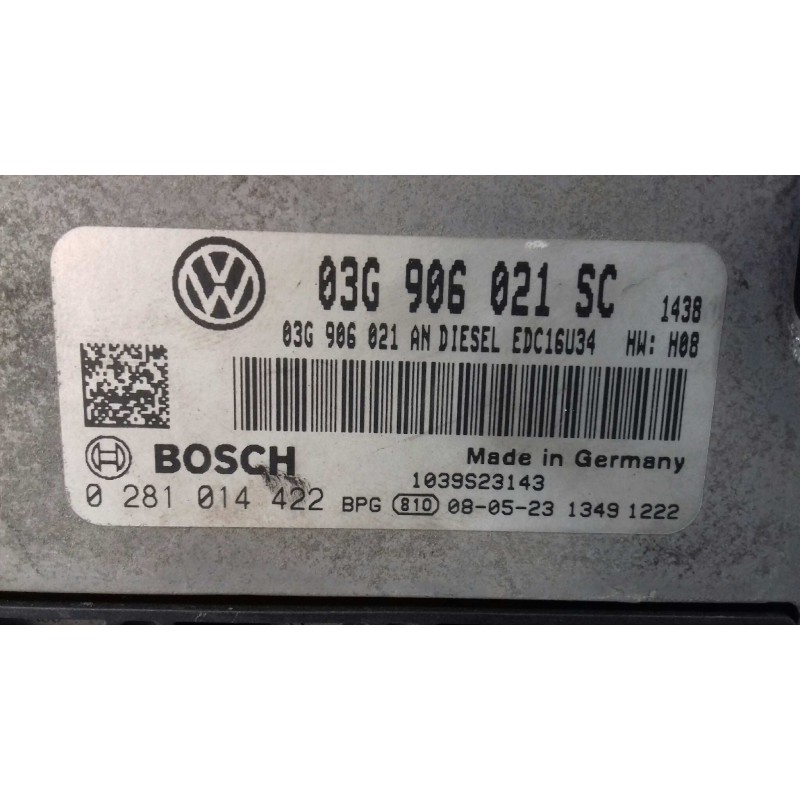 03G 906 021 SC 1438
03G 906 021 AN DIESEL EDC16U34 HW: H08
BOSCH Made in Germany
1039S23143
0 281 014 422 BPG 810 08-05-23 1349 1222